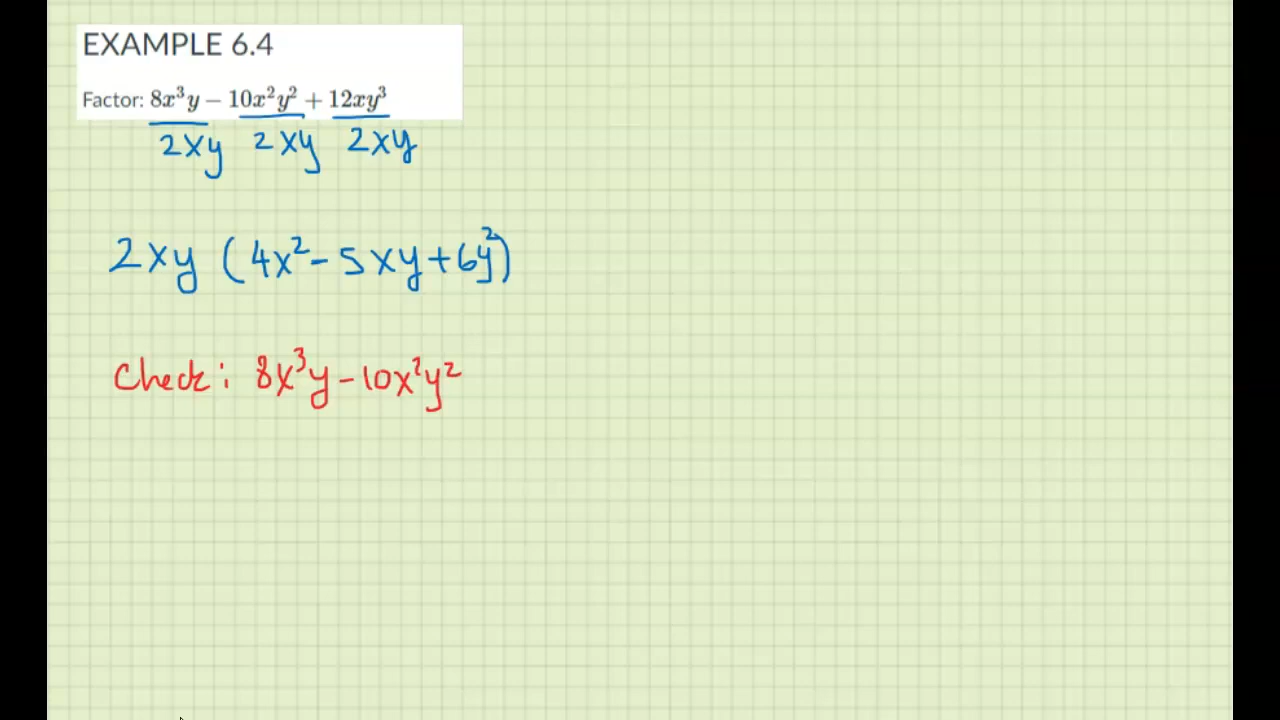 EXAMPLE 6.4
Factor: 8x³y − 10x²y² + 12xy³
2xy 2xy 2xy
2xy (4x² - 5xy + 6y²)
Check: 8x³y - 10x²y²